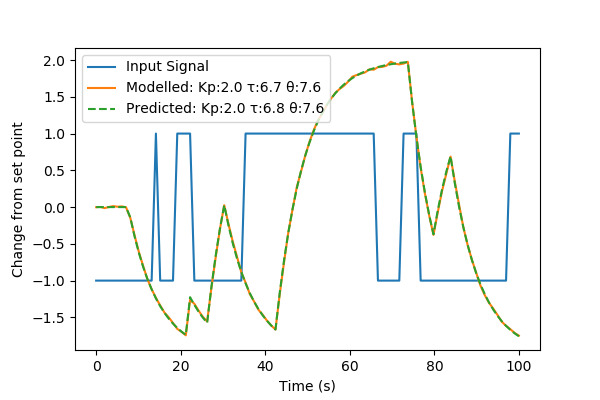 Input Signal
Modelled: Kp:2.0 τ:6.7 θ:7.6
Predicted: Kp:2.0 τ:6.8 θ:7.6
2.0
1.5
1.0
0.5
0.0
−0.5
−1.0
−1.5
Change from set point
0 20 40 60 80 100
Time (s)